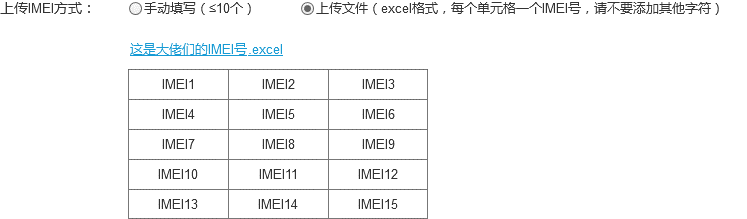 上传IMEI方式： 手动填写（≤10个） 上传文件（excel格式，每个单元格一个IMEI号，请不要添加其他字符）
这是大佬们的IMEI号.excel
IMEI1 IMEI2 IMEI3
IMEI4 IMEI5 IMEI6
IMEI7 IMEI8 IMEI9
IMEI10 IMEI11 IMEI12
IMEI13 IMEI14 IMEI15